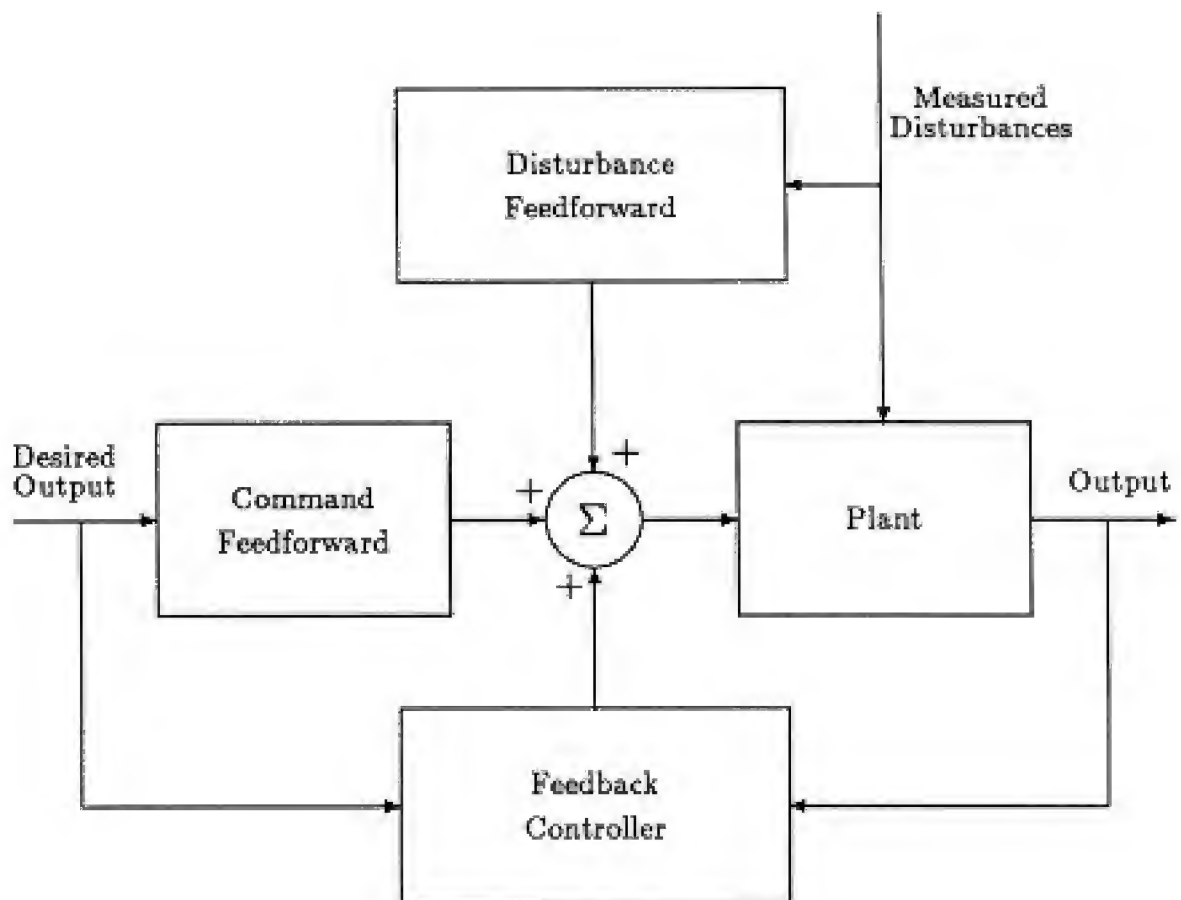 Measured
Disturbances
Disturbance
Feedforward
Desired
Output
Command
Feedforward
+
+
+
Σ
Plant
Output
Feedback
Controller